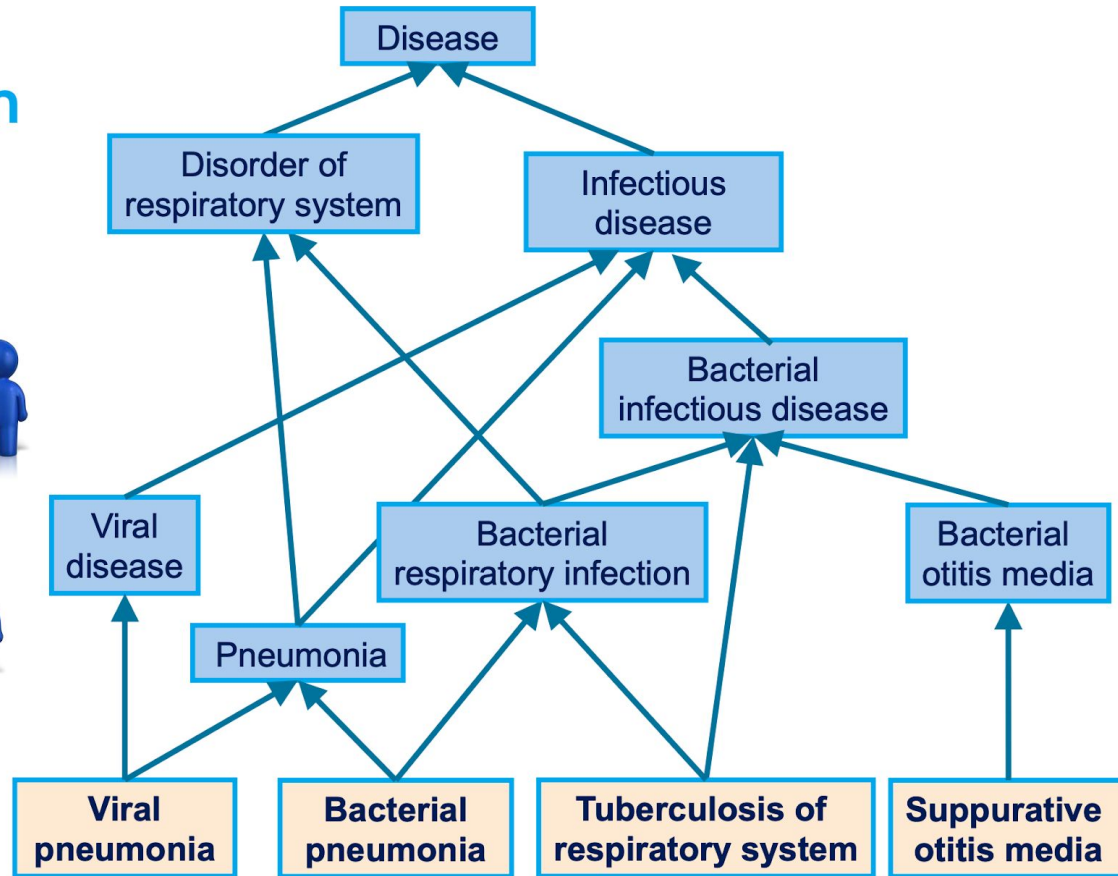 Disease
Disorder of
respiratory system
Infectious
disease
Bacterial
infectious disease
Viral
disease
Bacterial
respiratory infection
Bacterial
otitis media
Pneumonia
Viral
pneumonia
Bacterial
pneumonia
Tuberculosis of
respiratory system
Suppurative
otitis media